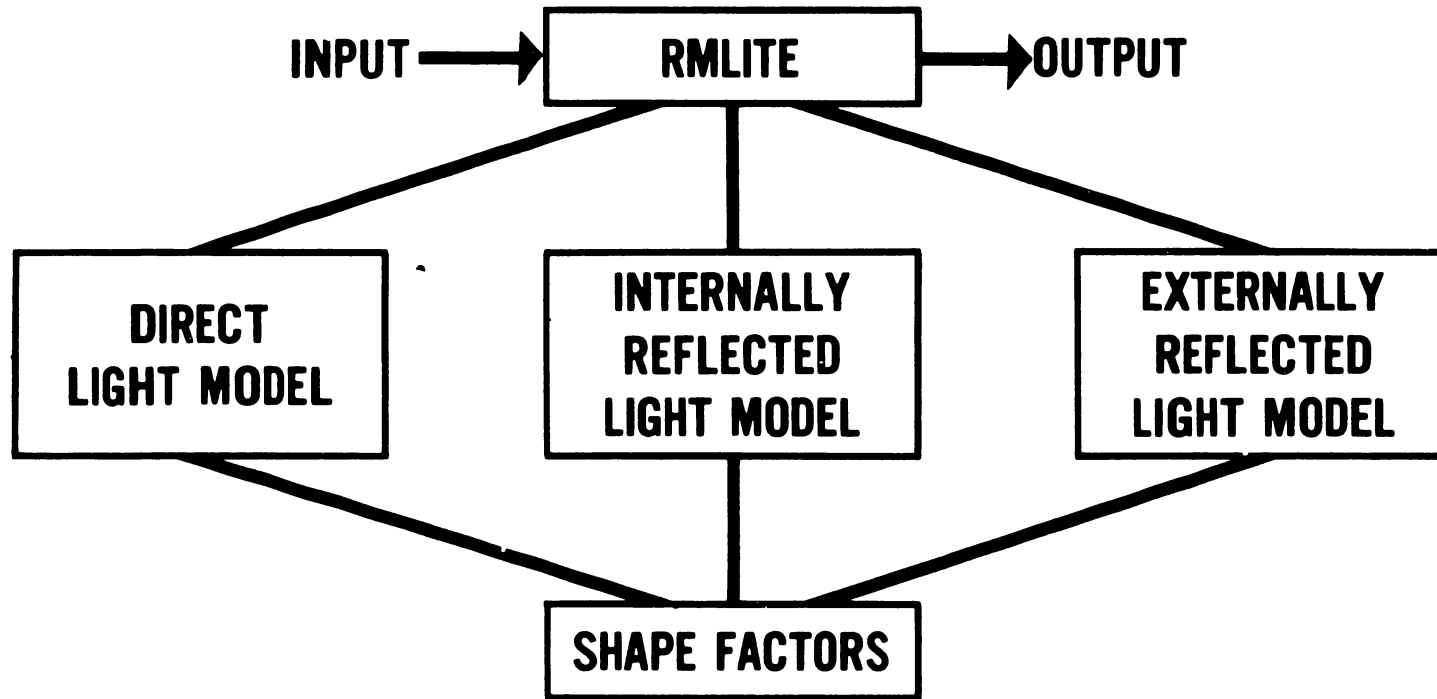 INPUT
RMLITE
OUTPUT
DIRECT
LIGHT MODEL
INTERNALLY
REFLECTED
LIGHT MODEL
EXTERNALLY
REFLECTED
LIGHT MODEL
SHAPE FACTORS